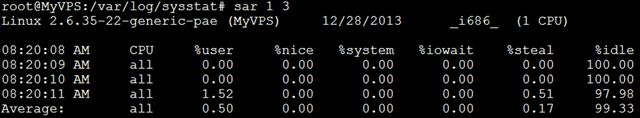 root@MyVPS:/var/log/sysstat# sar 1 3
Linux 2.6.35-22-generic-pae (MyVPS) 12/28/2013 _i686_ (1 CPU)
08:20:08 AM CPU %user %nice %system %iowait %steal %idle
08:20:09 AM all 0.00 0.00 0.00 0.00 0.00 100.00
08:20:10 AM all 0.00 0.00 0.00 0.00 0.00 100.00
08:20:11 AM all 1.52 0.00 0.00 0.00 0.51 97.98
Average: all 0.50 0.00 0.00 0.00 0.17 99.33